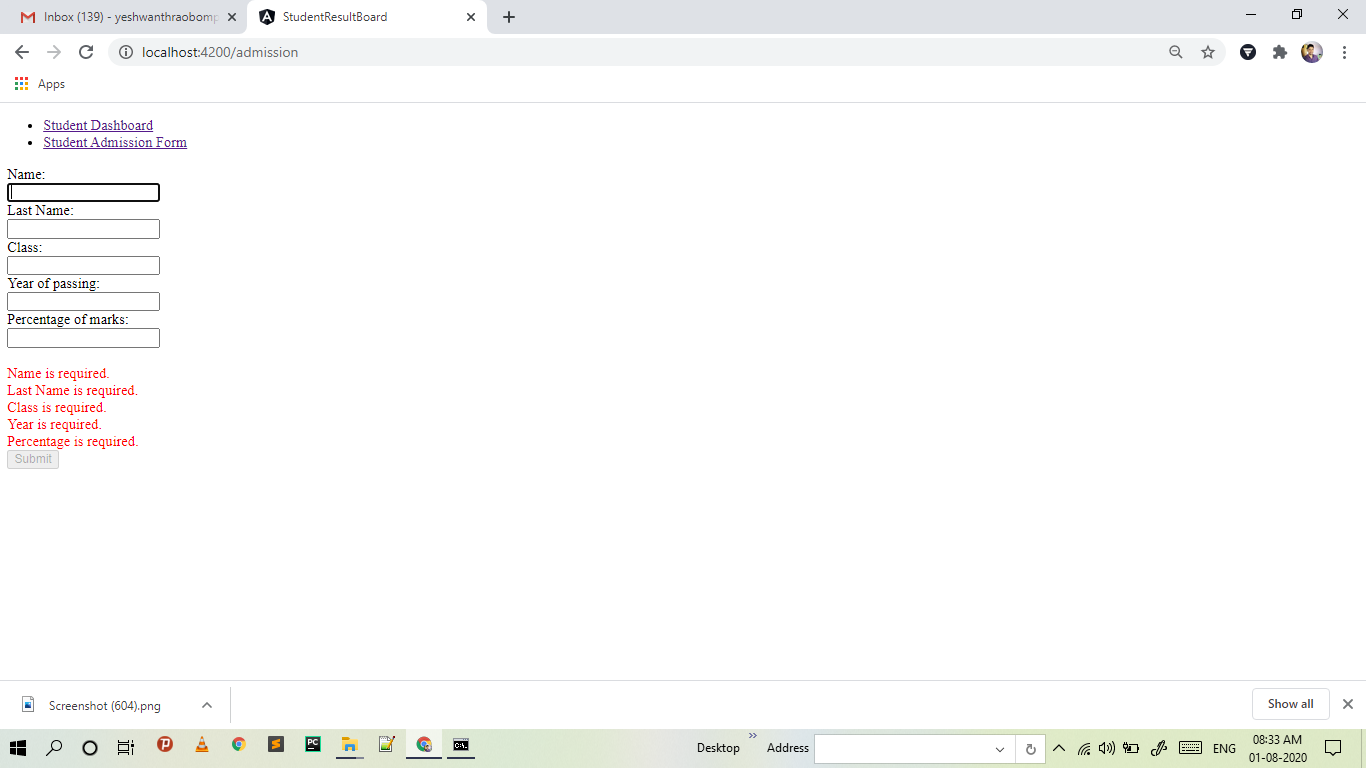 Inbox (139) - yeshwanthraobomp
StudentResultBoard
localhost:4200/admission
Apps
Student Dashboard
Student Admission Form
Name:
Last Name:
Class:
Year of passing:
Percentage of marks:
Name is required.
Last Name is required.
Class is required.
Year is required.
Percentage is required.
Submit
Screenshot (604).png
Show all
Desktop
Address
ENG
08:33 AM
01-08-2020